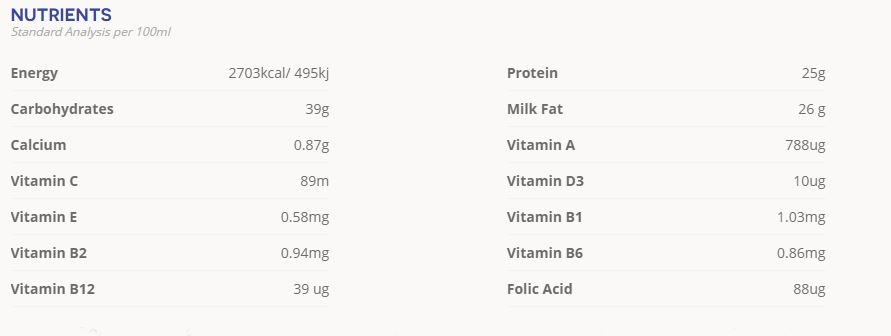 NUTRIENTS
Standard Analysis per 100ml
Energy 2703kcal/ 495kj Protein 25g
Carbohydrates 39g Milk Fat 26 g
Calcium 0.87g Vitamin A 788ug
Vitamin C 89m Vitamin D3 10ug
Vitamin E 0.58mg Vitamin B1 1.03mg
Vitamin B2 0.94mg Vitamin B6 0.86mg
Vitamin B12 39 ug Folic Acid 88ug